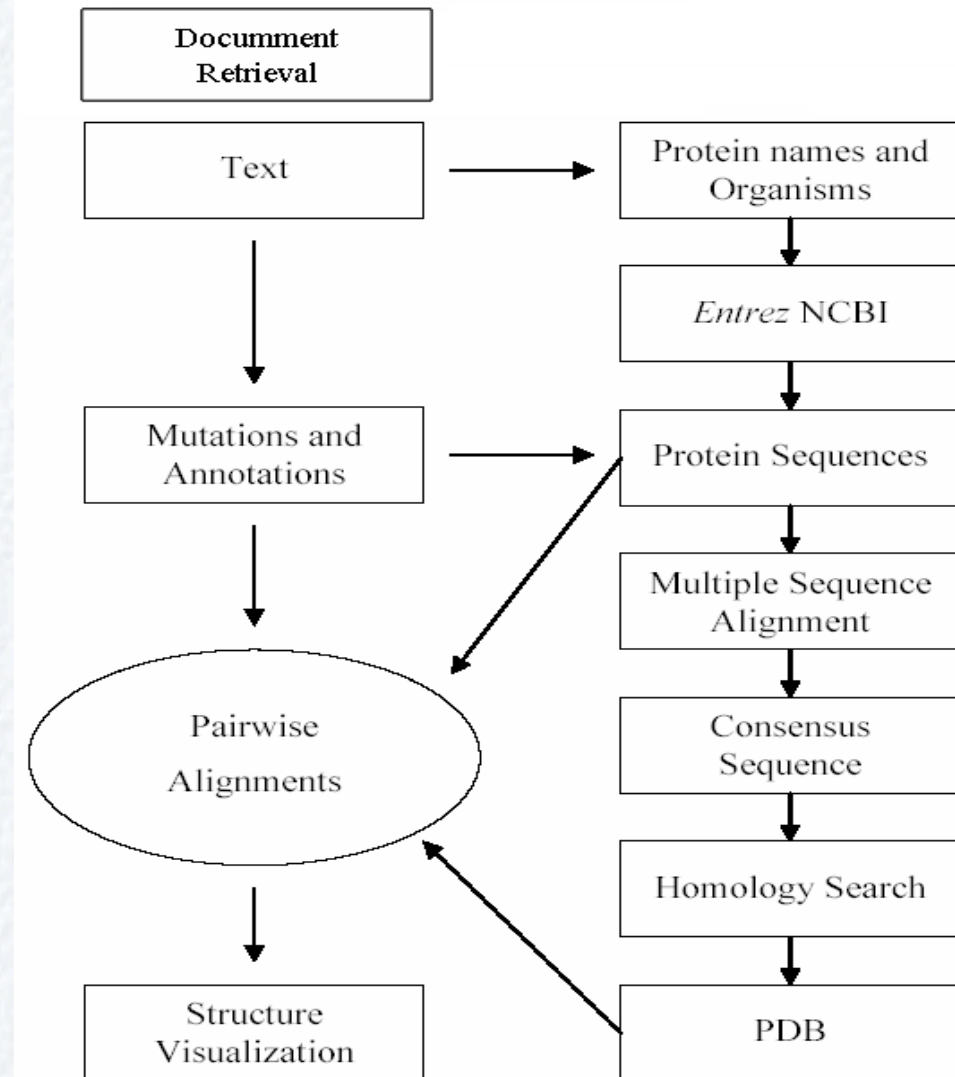 Documment
Retrieval
Text
Protein names and
Organisms
Entrez NCBI
Mutations and
Annotations
Protein Sequences
Multiple Sequence
Alignment
Pairwise
Alignments
Consensus
Sequence
Homology Search
Structure
Visualization
PDB